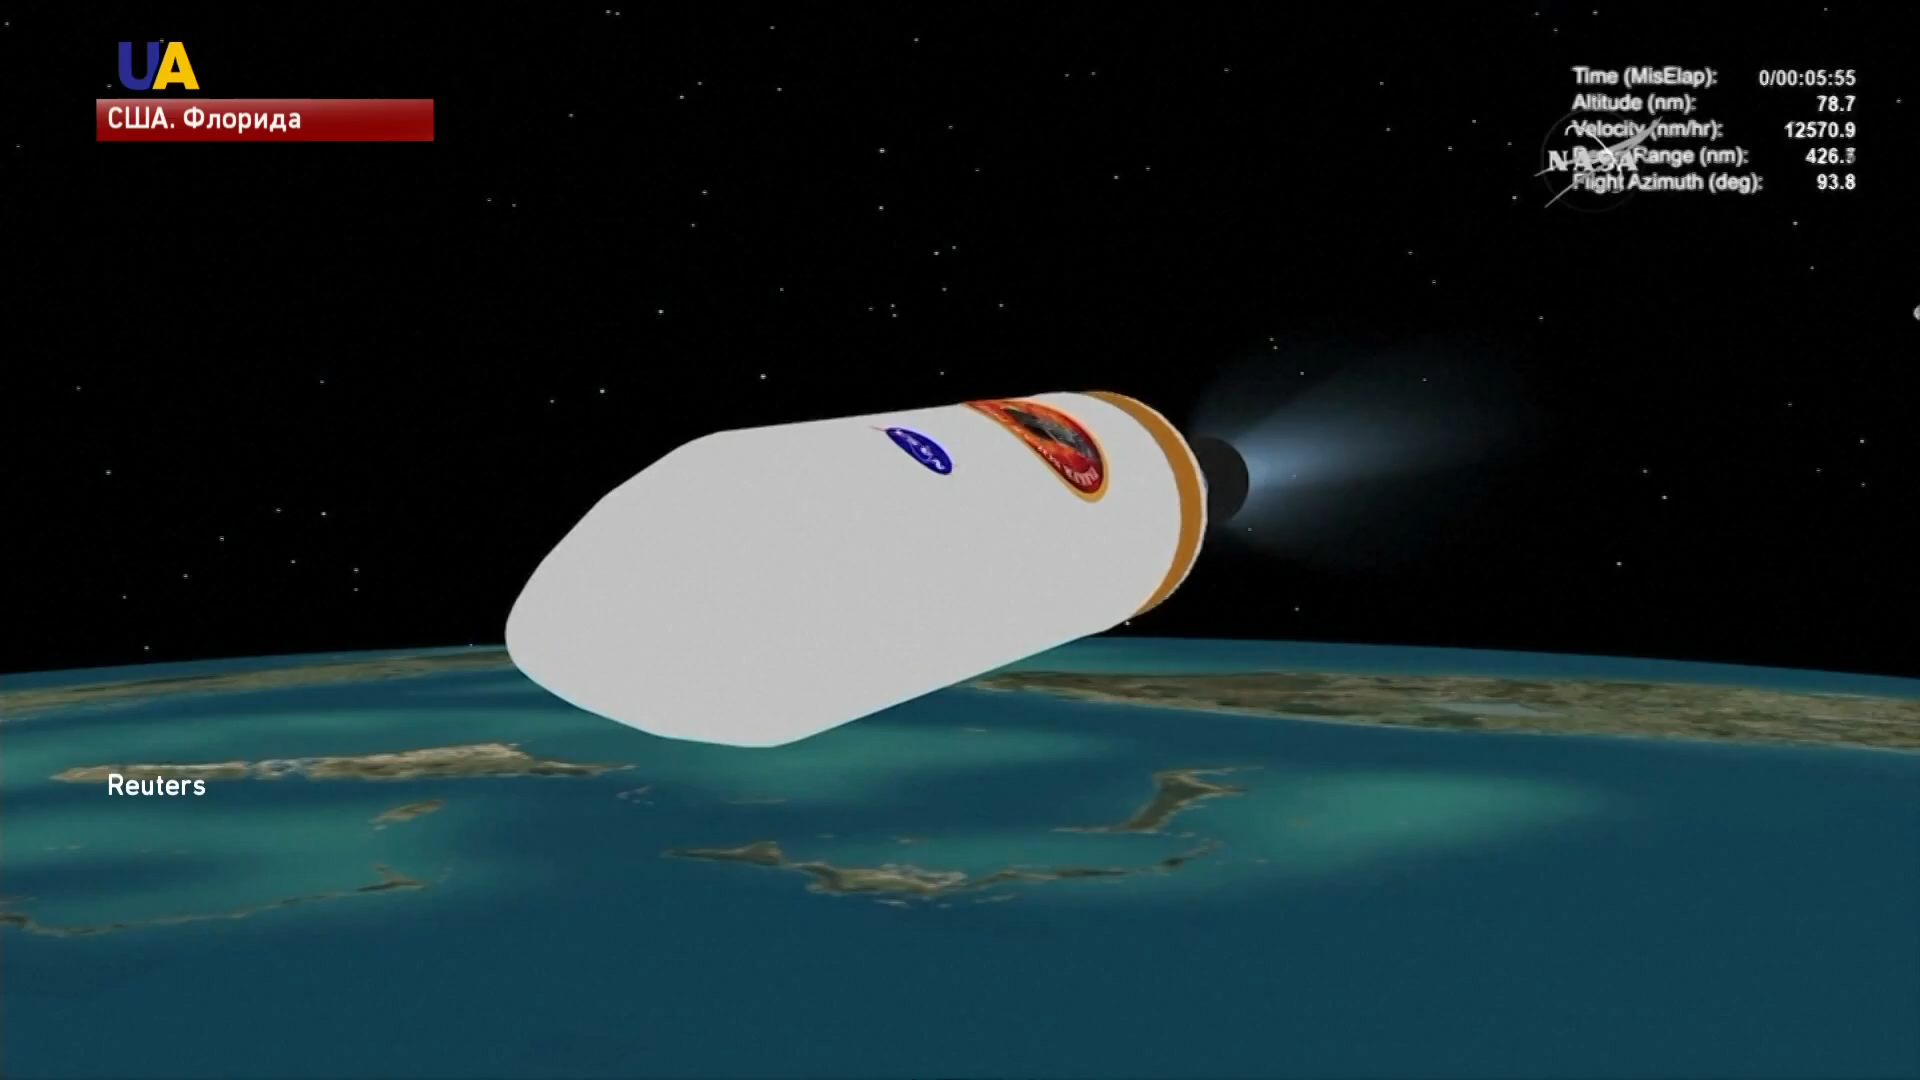 UA
США. Флорида
Time (MisElap): 0/00:05:55
Altitude (nm): 78.7
Velocity (nm/hr): 12570.9
Range (nm): 426.
Flight Azimuth (deg): 93.8
NASA
Reuters